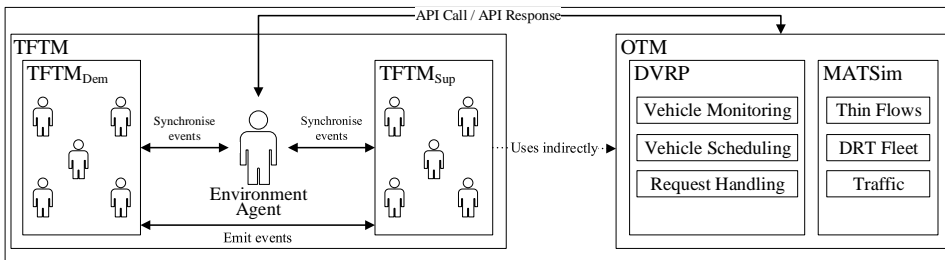 API Call / API Response
TFTM
TFTM_Dem
Synchronise
events
Environment
Agent
Synchronise
events
TFTM_Sup
Emit events
Uses indirectly
OTM
DVRP
Vehicle Monitoring
Vehicle Scheduling
Request Handling
MATSim
Thin Flows
DRT Fleet
Traffic